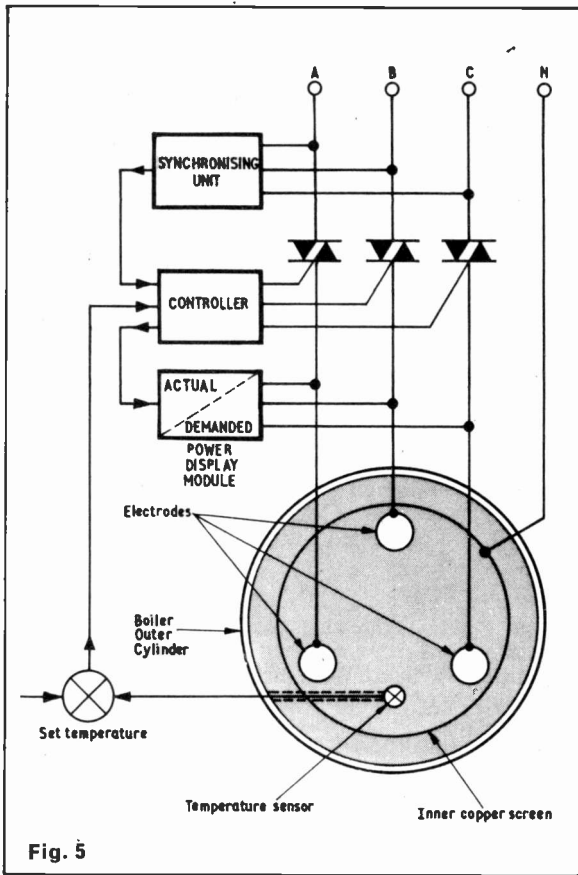 A B C N
SYNCHRONISING
UNIT
CONTROLLER
ACTUAL
DEMANDED
POWER
DISPLAY
MODULE
Electrodes
Boiler
Outer
Cylinder
Set temperature
Temperature sensor
Inner copper screen
Fig. 5